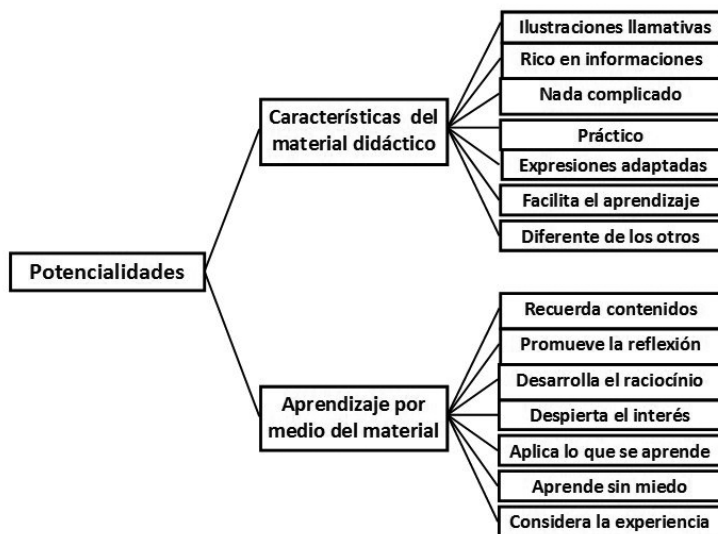 Potencialidades
Características del
material didáctico
Ilustraciones llamativas
Rico en informaciones
Nada complicado
Práctico
Expresiones adaptadas
Facilita el aprendizaje
Diferente de los otros
Aprendizaje por
medio del material
Recuerda contenidos
Promueve la reflexión
Desarrolla el raciocínio
Despierta el interés
Aplica lo que se aprende
Aprende sin miedo
Considera la experiencia